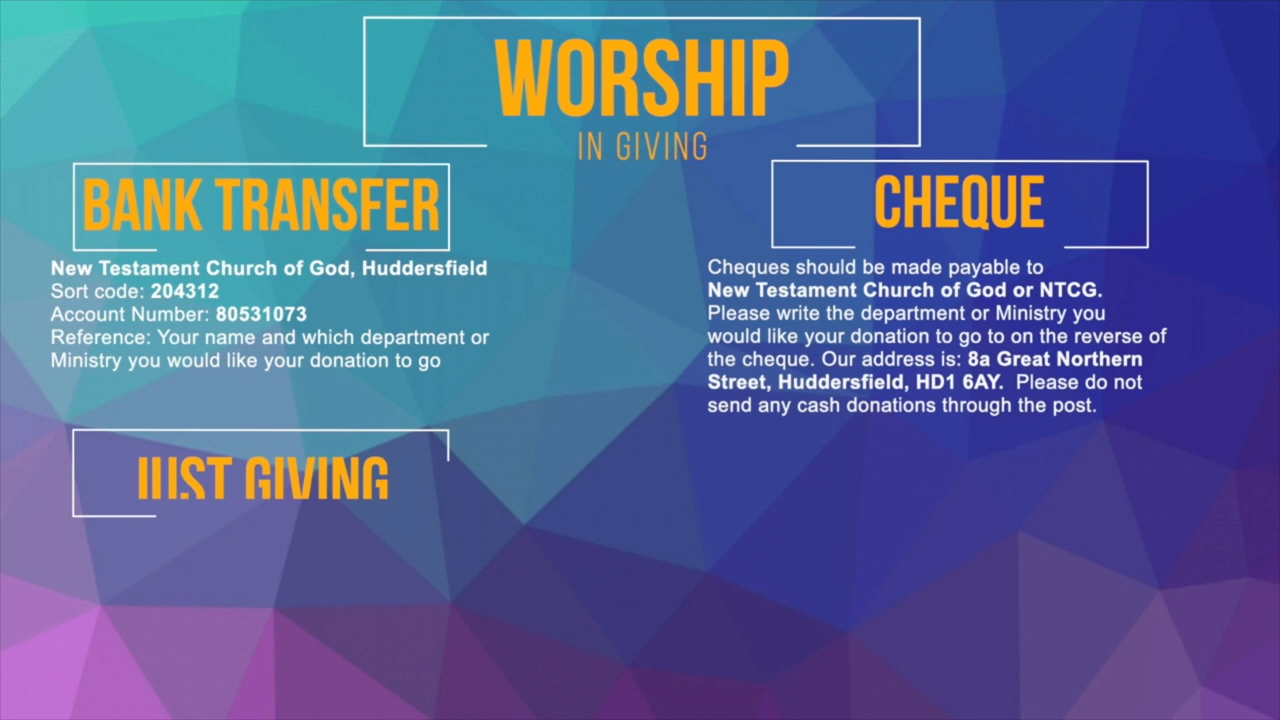 WORSHIP
IN GIVING
BANK TRANSFER
New Testament Church of God, Huddersfield
Sort code: 204312
Account Number: 80531073
Reference: Your name and which department or
Ministry you would like your donation to go
CHEQUE
Cheques should be made payable to
New Testament Church of God or NTCG.
Please write the department or Ministry you
would like your donation to go to on the reverse of
the cheque. Our address is: 8a Great Northern
Street, Huddersfield, HD1 6AY. Please do not
send any cash donations through the post.
JUST GIVING